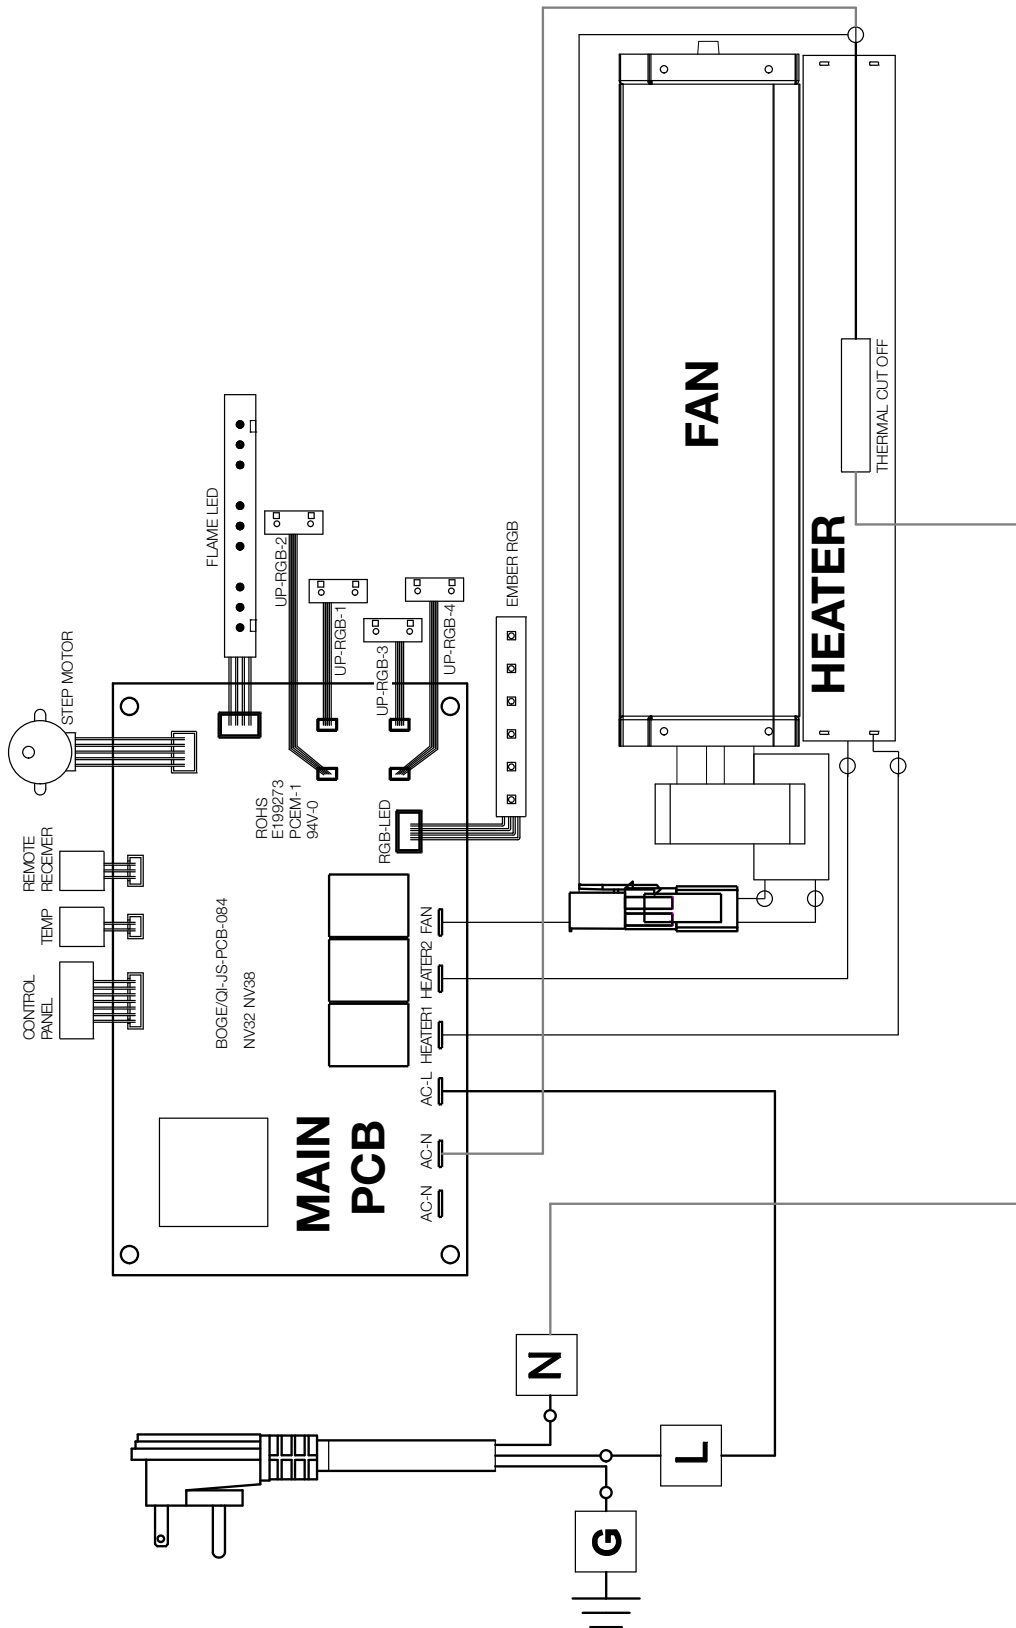 STEP MOTOR
REMOTE
RECEIVER
TEMP
CONTROL
PANEL
FLAME LED
UP-RGB-2
UP-RGB-1
UP-RGB-3
UP-RGB-4
EMBER RGB
RGB-LED
ROHS
E199273
PCEM-1
94V-0
BOGE/QI-JS-PCB-084
NV32 NV38
MAIN
PCB
FAN
HEATER2
HEATER1
AC-L
AC-N
AC-N
FAN
HEATER
THERMAL CUT OFF
N
L
G